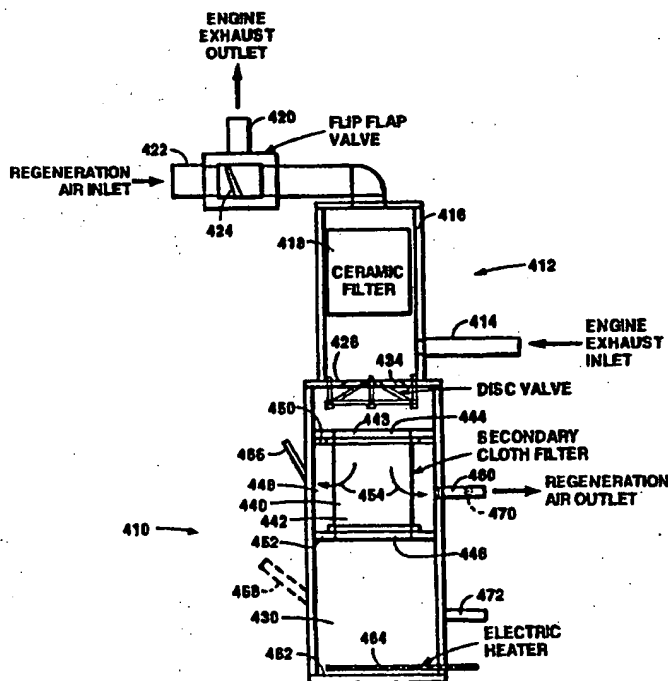 ENGINE
EXHAUST
OUTLET
420
FLIP FLAP
VALVE
422
REGENERATION
AIR INLET
424
416
418
CERAMIC
FILTER
412
414
ENGINE
EXHAUST
INLET
426
434
DISC VALVE
450
443
444
SECONDARY
CLOTH FILTER
466
448
454
460
REGENERATION
AIR OUTLET
440
470
442
410
452
446
468
472
430
464
ELECTRIC
HEATER
462